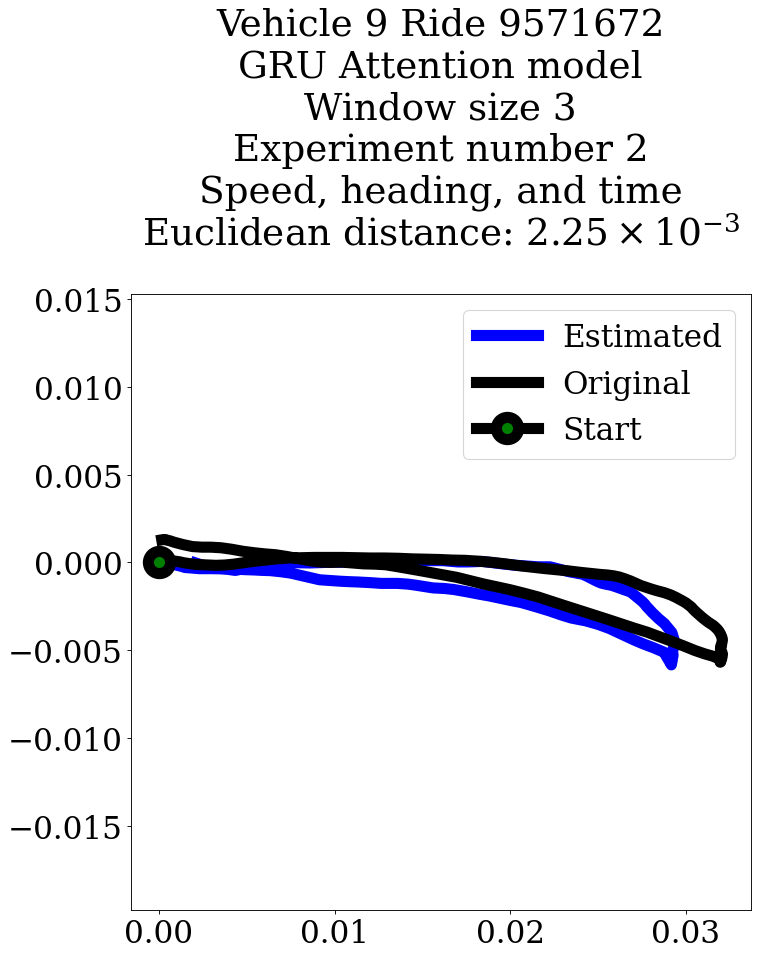 Vehicle 9 Ride 9571672
GRU Attention model
Window size 3
Experiment number 2
Speed, heading, and time
Euclidean distance: 2.25 × 10⁻³
Estimated
Original
Start
0.015
0.010
0.005
0.000
−0.005
−0.010
−0.015
0.00 0.01 0.02 0.03